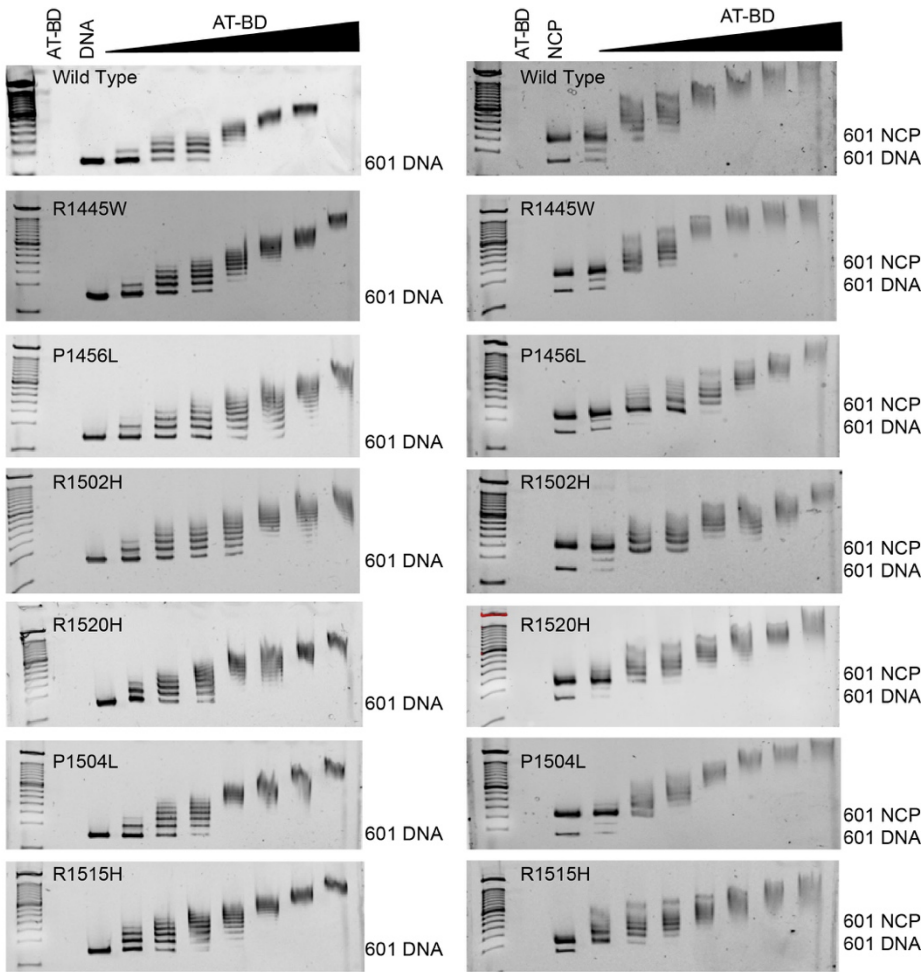 AT-BD
DNA
AT-BD
Wild Type
601 DNA
R1445W
601 DNA
P1456L
601 DNA
R1502H
601 DNA
R1520H
601 DNA
P1504L
601 DNA
R1515H
601 DNA
AT-BD
NCP
AT-BD
Wild Type
601 NCP
601 DNA
R1445W
601 NCP
601 DNA
P1456L
601 NCP
601 DNA
R1502H
601 NCP
601 DNA
R1520H
601 NCP
601 DNA
P1504L
601 NCP
601 DNA
R1515H
601 NCP
601 DNA